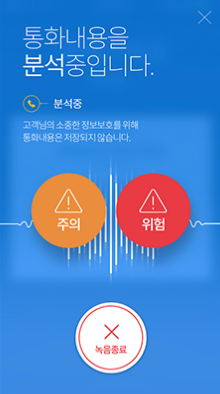 통화내용을
분석중입니다.
분석중
고객님의 소중한 정보보호를 위해
통화내용은 저장되지 않습니다.
주의
위험
녹음종료